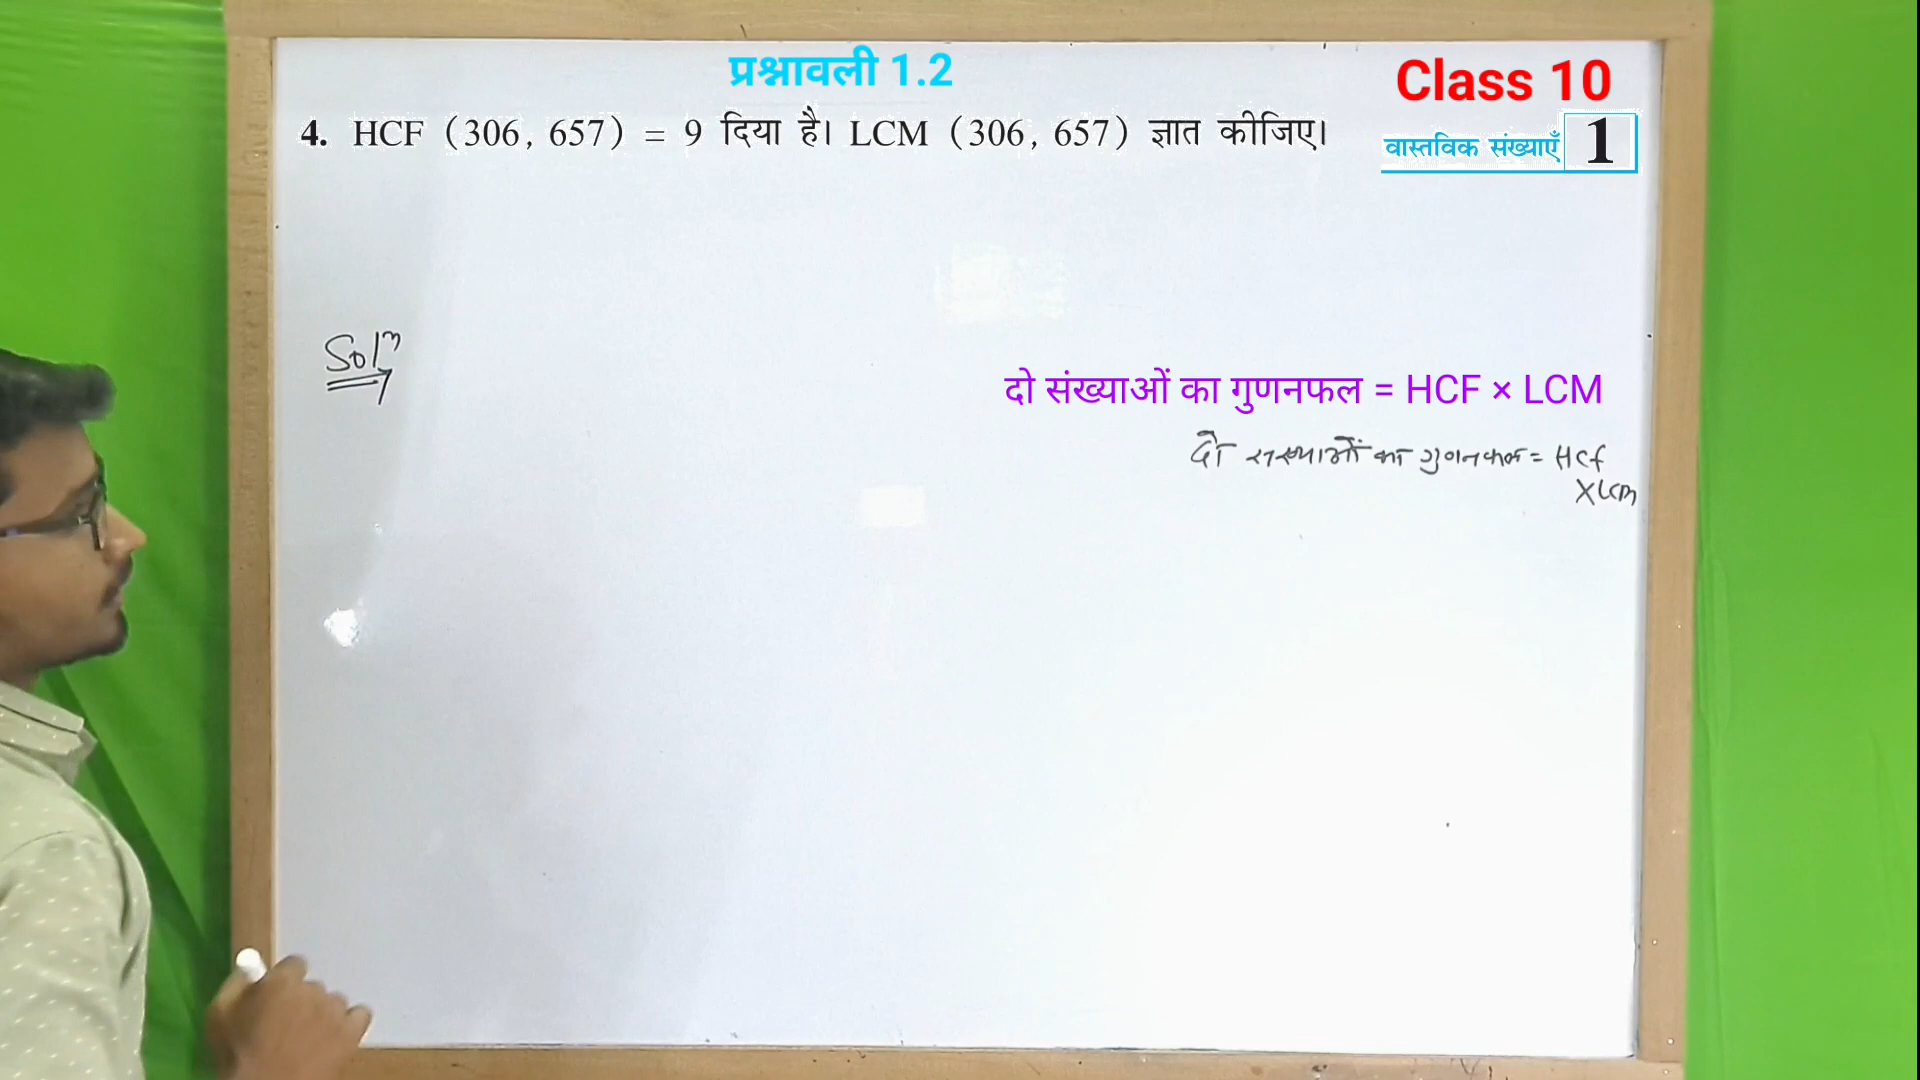 प्रश्नावली 1.2
Class 10
4. HCF (306, 657) = 9 दिया है। LCM (306, 657) ज्ञात कीजिए।
वास्तविक संख्याएँ 1
Solⁿ
दो संख्याओं का गुणनफल = HCF × LCM
दो संख्याओं का गुणनफल = HCf
×LCM